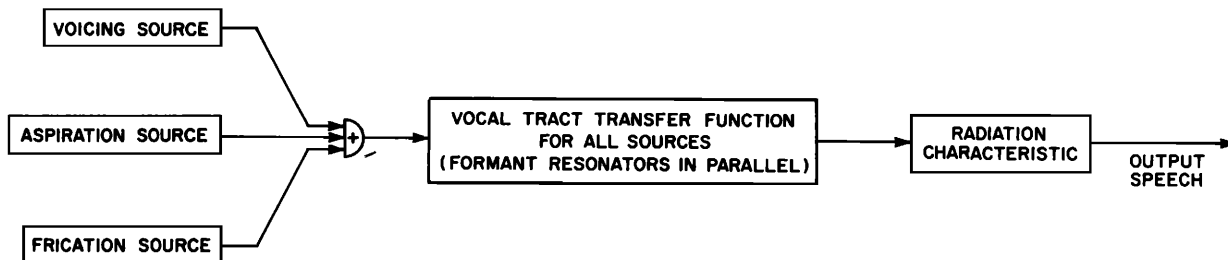 VOICING SOURCE
ASPIRATION SOURCE
FRICATION SOURCE
+
VOCAL TRACT TRANSFER FUNCTION
FOR ALL SOURCES
(FORMANT RESONATORS IN PARALLEL)
RADIATION
CHARACTERISTIC
OUTPUT
SPEECH